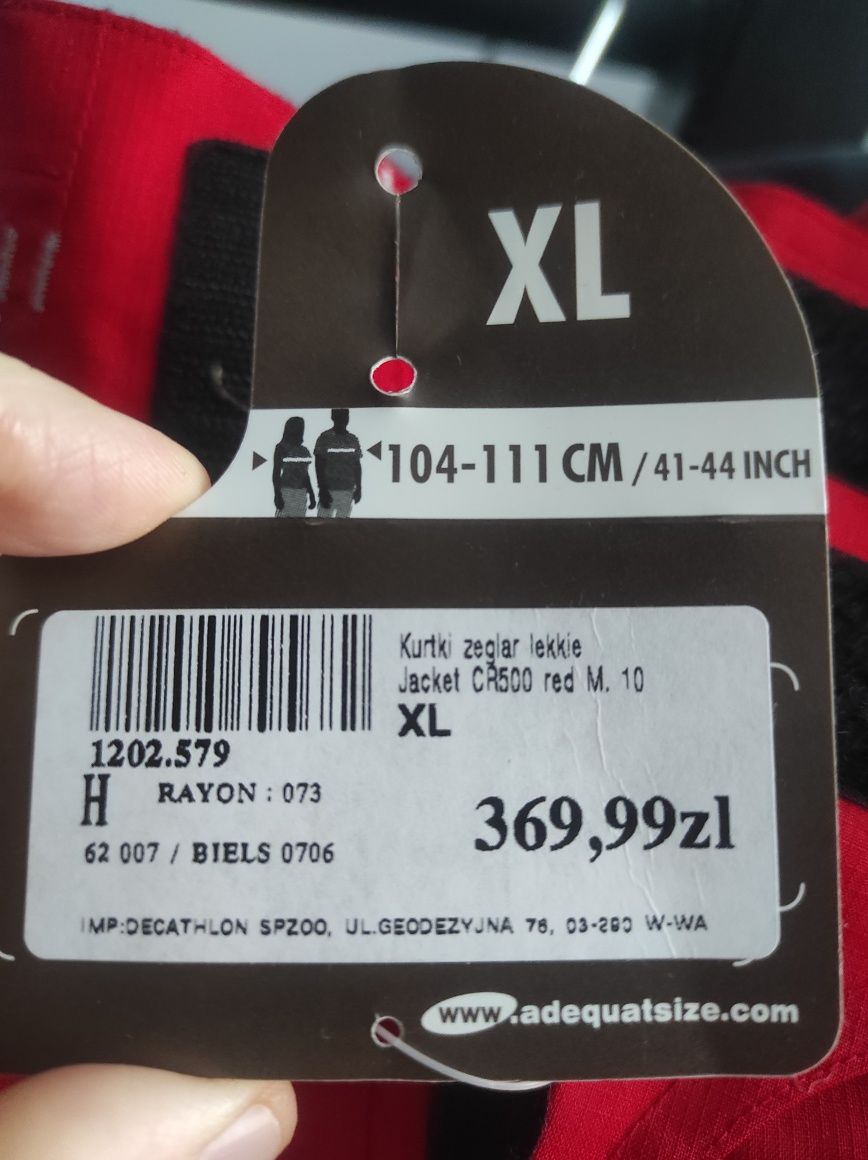 XL
104-111 CM / 41-44 INCH
Kurtki zeglar lekkie
Jacket CR500 red M. 10
XL
1202.579
H RAYON : 073
369,99zl
62 007 / BIELS 0706
IMP:DECATHLON SPZOO, UL.GEODEZYJNA 76, 03-290 W-WA
www.adequatsize.com